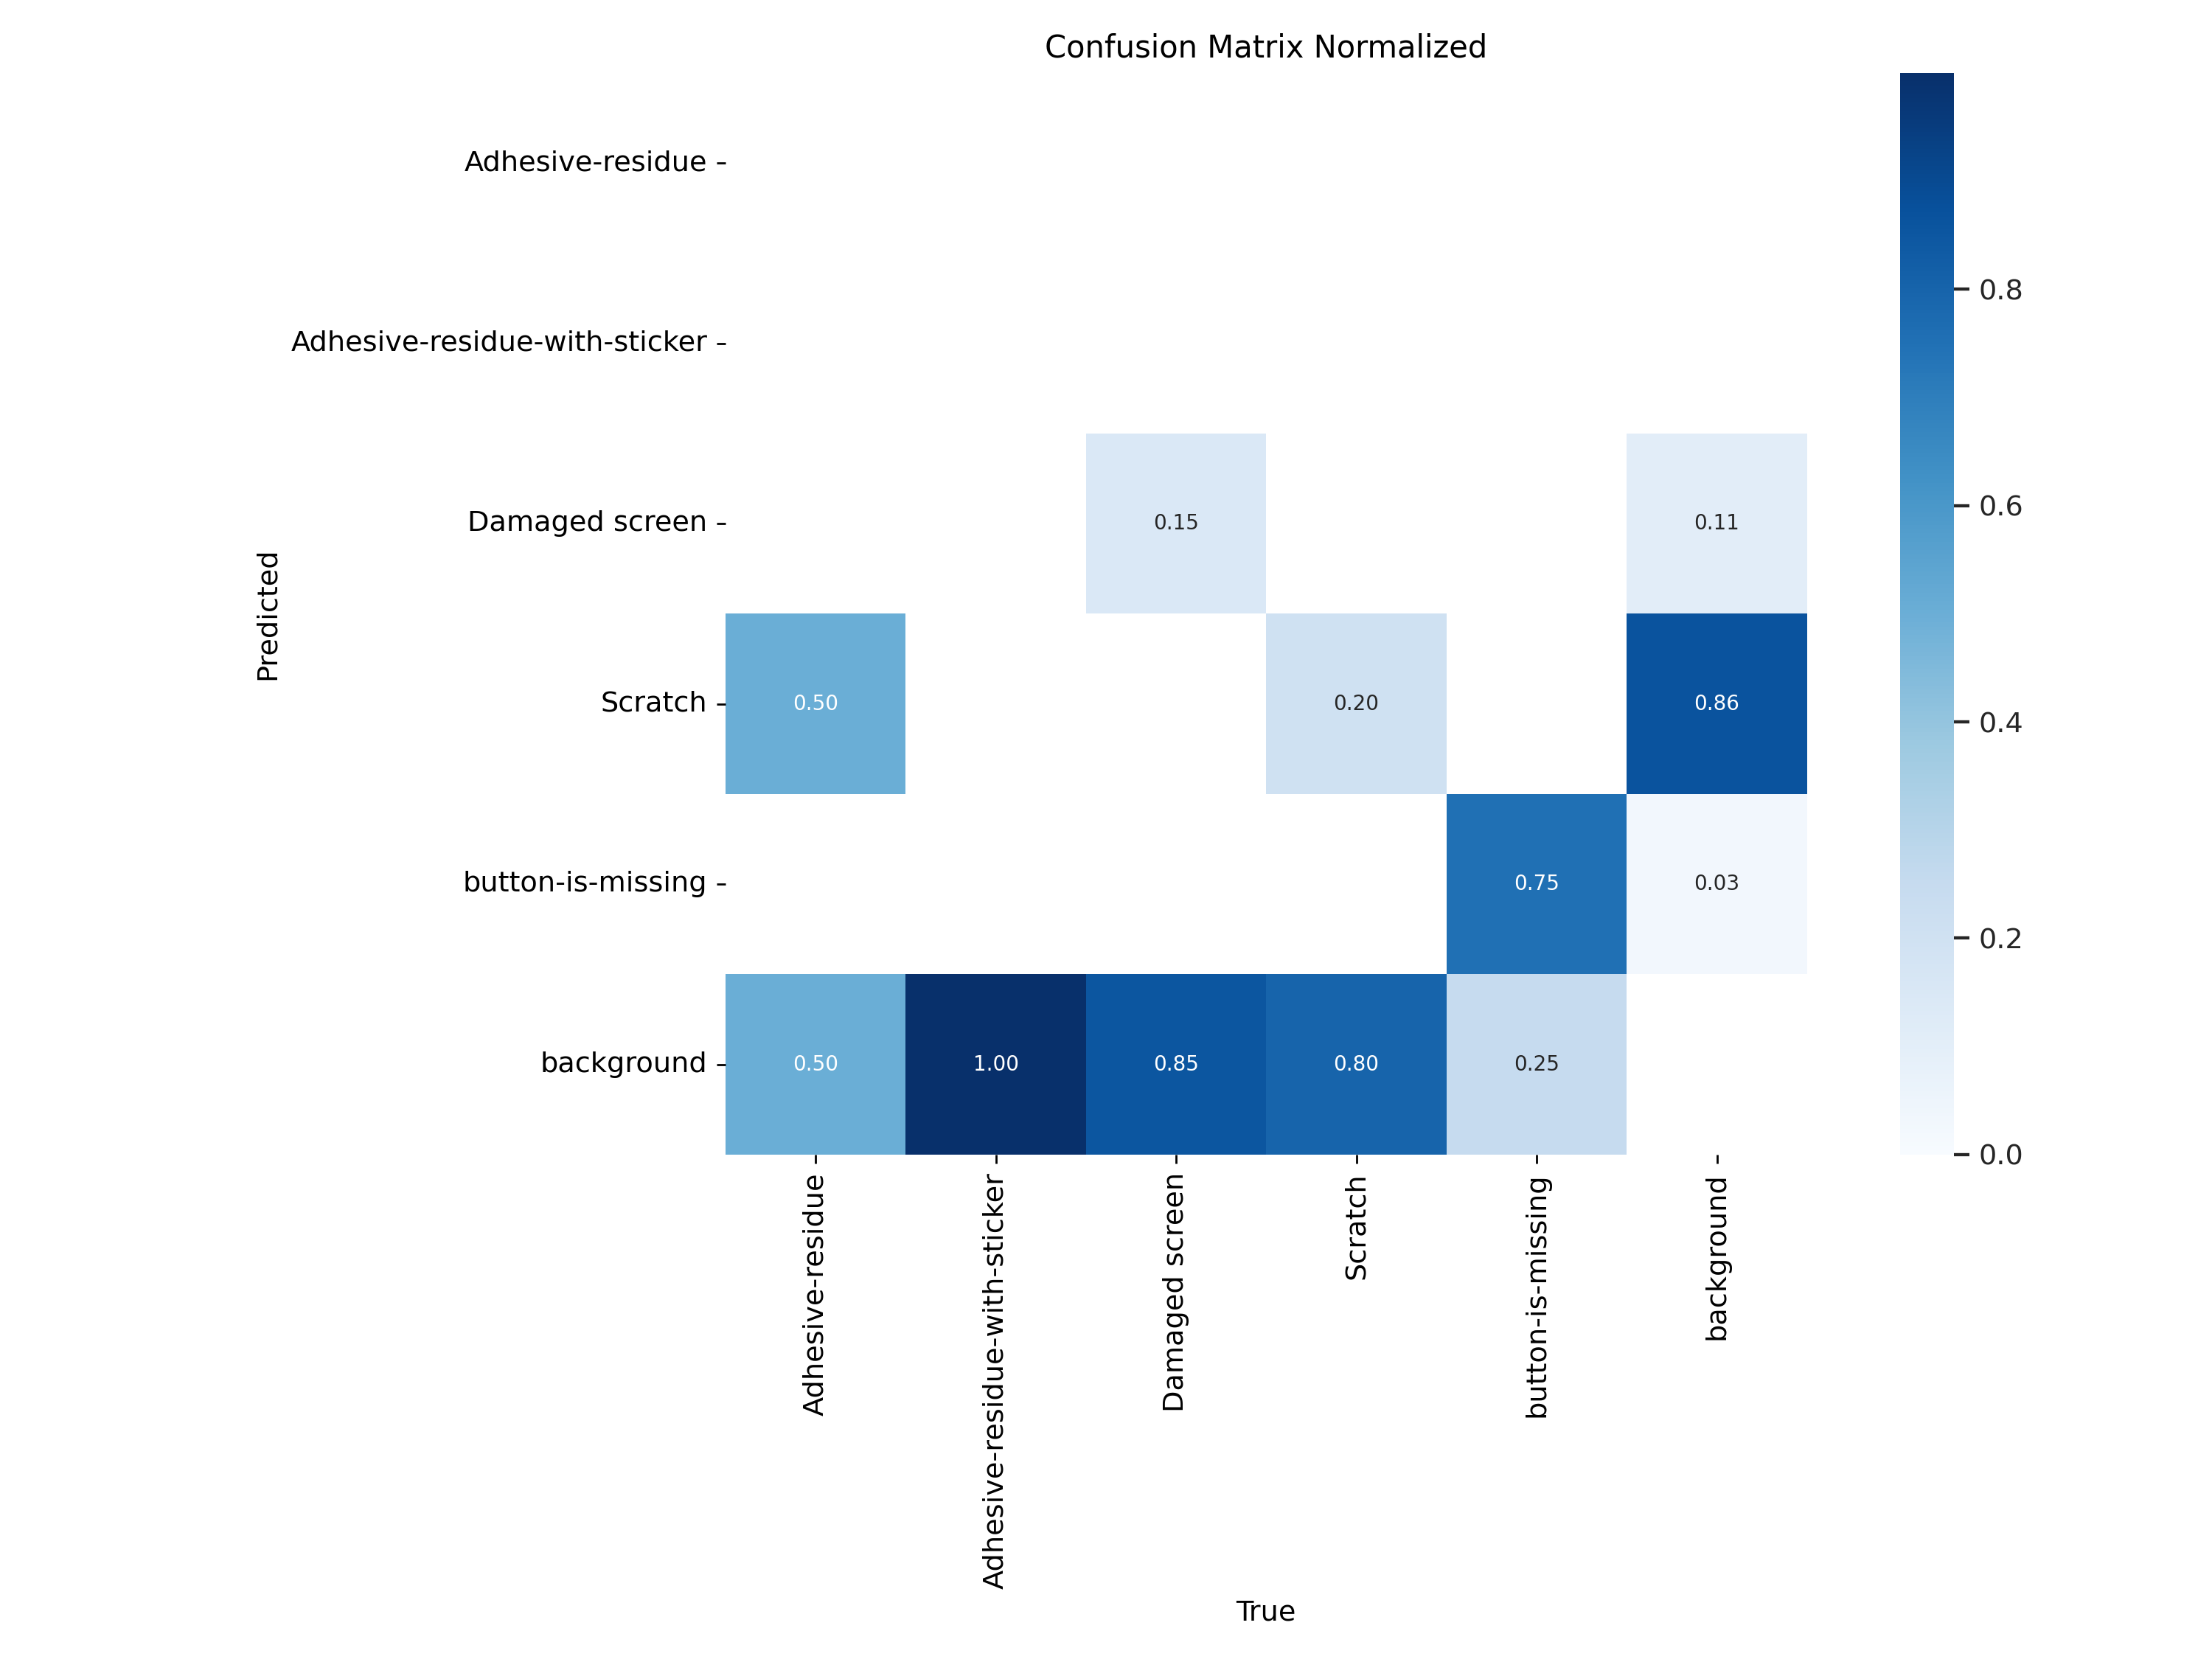 Confusion Matrix Normalized
Predicted
Adhesive-residue
Adhesive-residue-with-sticker
Damaged screen
0.15
0.11
Scratch
0.50
0.20
0.86
button-is-missing
0.75
0.03
background
0.50
1.00
0.85
0.80
0.25
Adhesive-residue
Adhesive-residue-with-sticker
Damaged screen
Scratch
button-is-missing
background
True
0.8
0.6
0.4
0.2
0.0